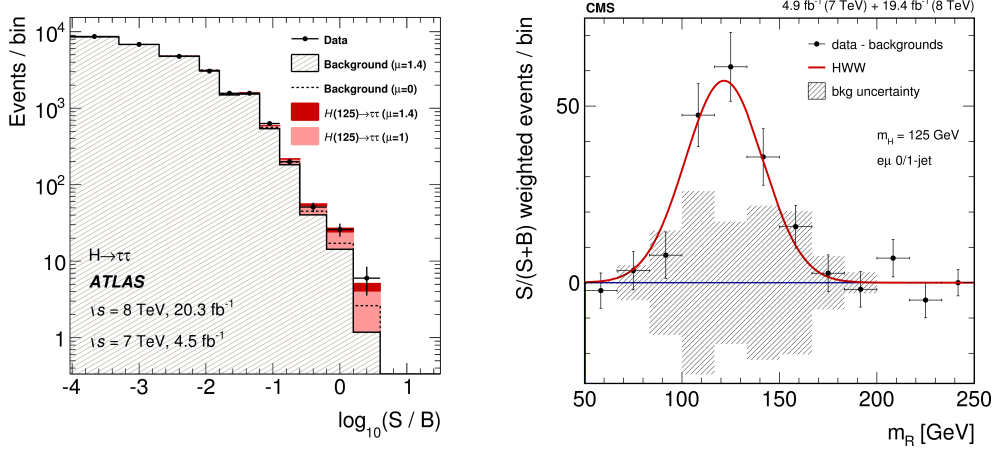 Events / bin
10⁴
10³
10²
10
1
-4 -3 -2 -1 0 1
log₁₀(S / B)
Data
Background (μ=1.4)
Background (μ=0)
H(125)→ττ (μ=1.4)
H(125)→ττ (μ=1)
H→ττ
ATLAS
√s = 8 TeV, 20.3 fb⁻¹
√s = 7 TeV, 4.5 fb⁻¹
CMS 4.9 fb⁻¹ (7 TeV) + 19.4 fb⁻¹ (8 TeV)
S/(S+B) weighted events / bin
50
0
data - backgrounds
HWW
bkg uncertainty
m_H = 125 GeV
eμ 0/1-jet
50 100 150 200 250
m_R [GeV]